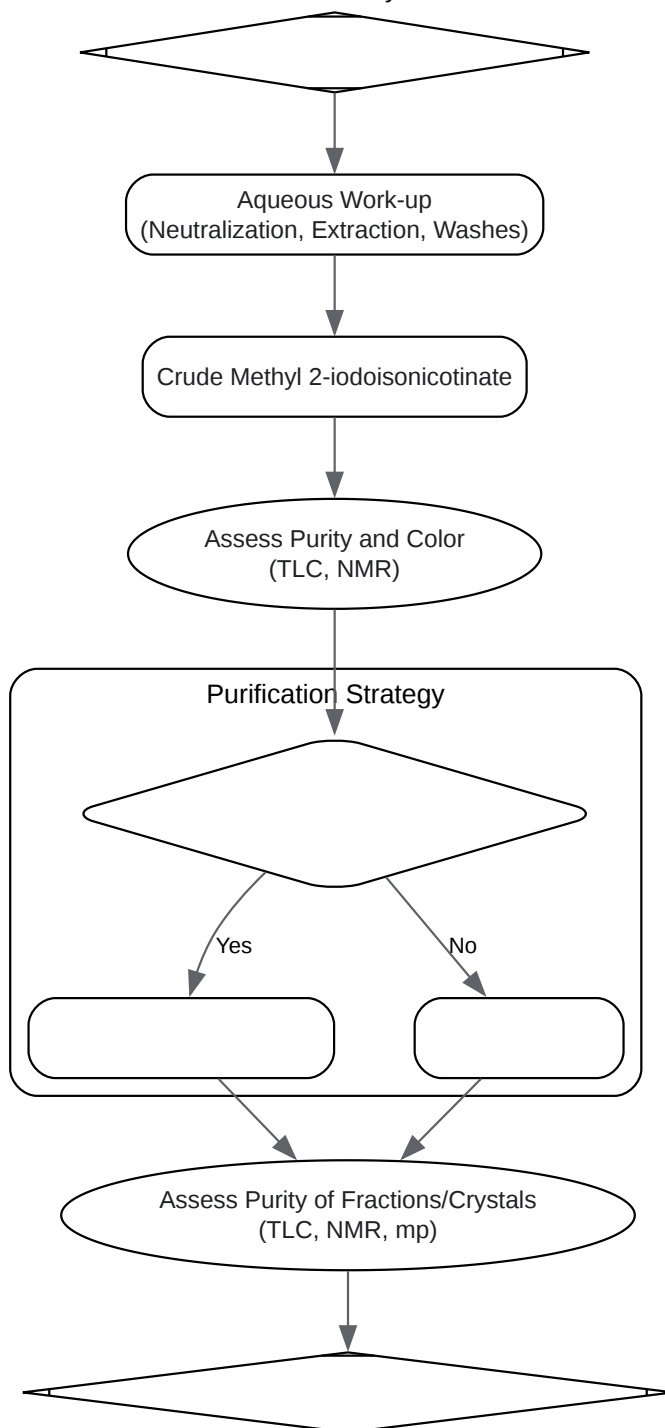 Aqueous Work-up
(Neutralization, Extraction, Washes)
Crude Methyl 2-iodoisonicotinate
Assess Purity and Color
(TLC, NMR)
Purification Strategy
Yes
No
Assess Purity of Fractions/Crystals
(TLC, NMR, mp)